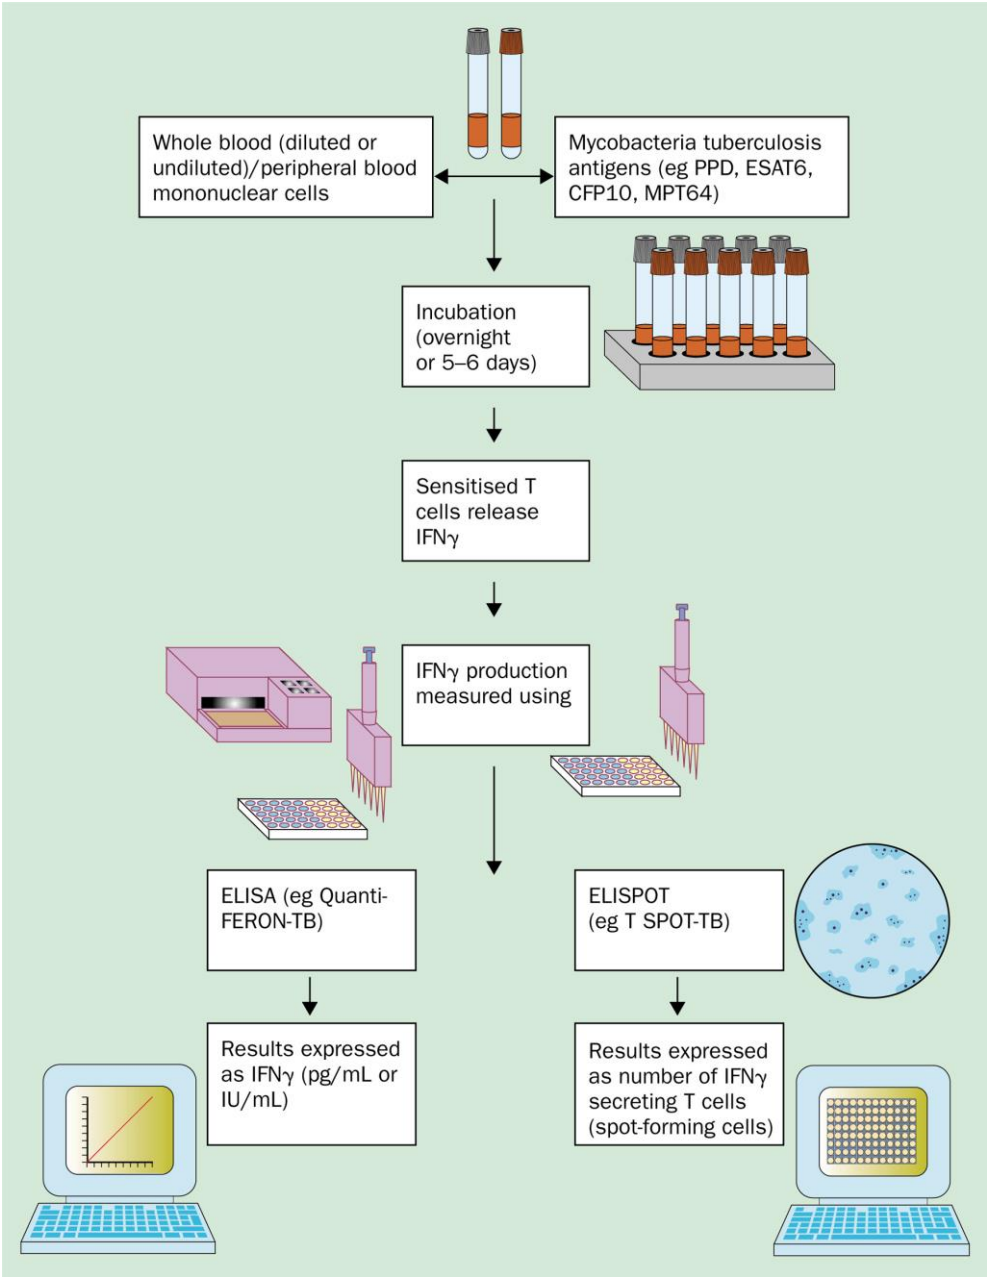 Whole blood (diluted or
undiluted)/peripheral blood
mononuclear cells
Mycobacteria tuberculosis
antigens (eg PPD, ESAT6,
CFP10, MPT64)
Incubation
(overnight
or 5–6 days)
Sensitised T
cells release
IFNγ
IFNγ production
measured using
ELISA (eg Quanti-
FERON-TB)
ELISPOT
(eg T SPOT-TB)
Results expressed
as IFNγ (pg/mL or
IU/mL)
Results expressed
as number of IFNγ
secreting T cells
(spot-forming cells)